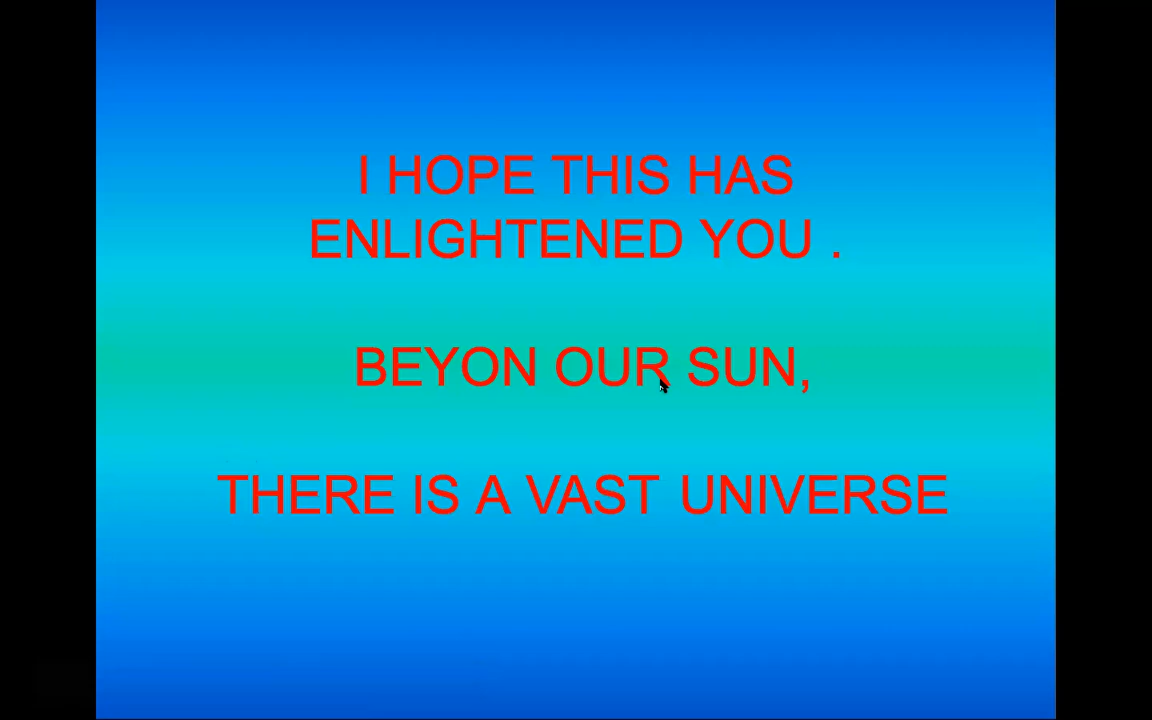 I HOPE THIS HAS
ENLIGHTENED YOU .
BEYON OUR SUN,
THERE IS A VAST UNIVERSE